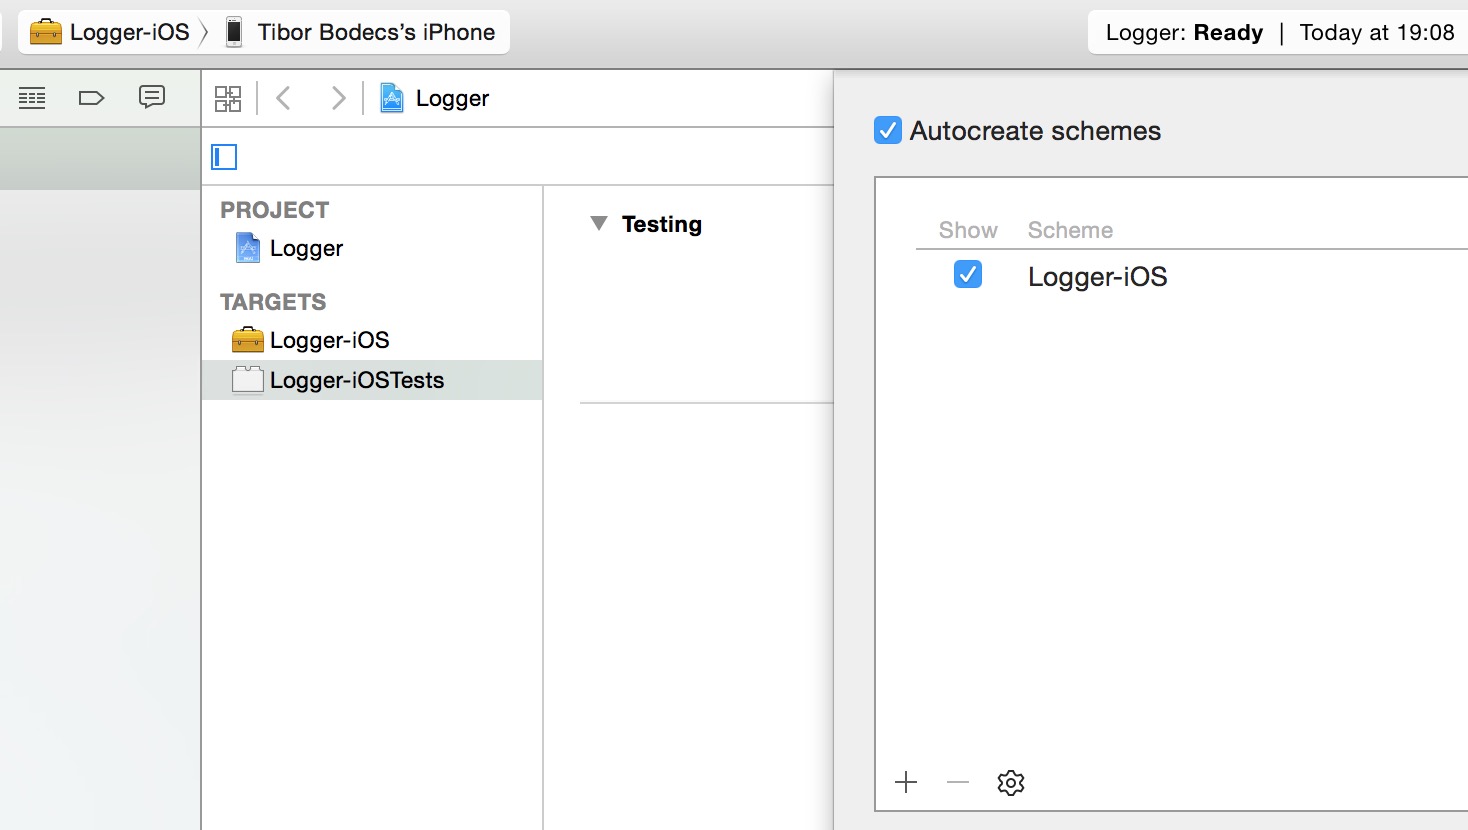 Logger-iOS
Tibor Bodecs’s iPhone
Logger: Ready | Today at 19:08
Logger
Autocreate schemes
PROJECT
Logger
TARGETS
Logger-iOS
Logger-iOSTests
Testing
Show Scheme
Logger-iOS